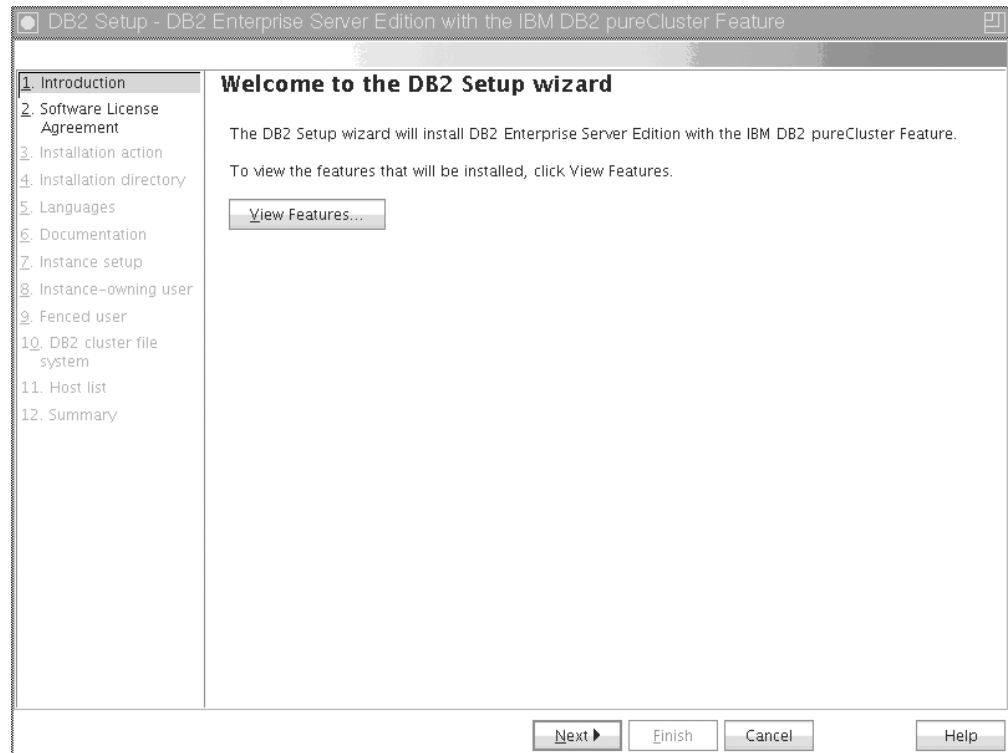 DB2 Setup - DB2 Enterprise Server Edition with the IBM DB2 pureCluster Feature
1. Introduction
2. Software License
Agreement
3. Installation action
4. Installation directory
5. Languages
6. Documentation
7. Instance setup
8. Instance-owning user
9. Fenced user
10. DB2 cluster file
system
11. Host list
12. Summary
Welcome to the DB2 Setup wizard
The DB2 Setup wizard will install DB2 Enterprise Server Edition with the IBM DB2 pureCluster Feature.
To view the features that will be installed, click View Features.
View Features...
Next Finish Cancel Help